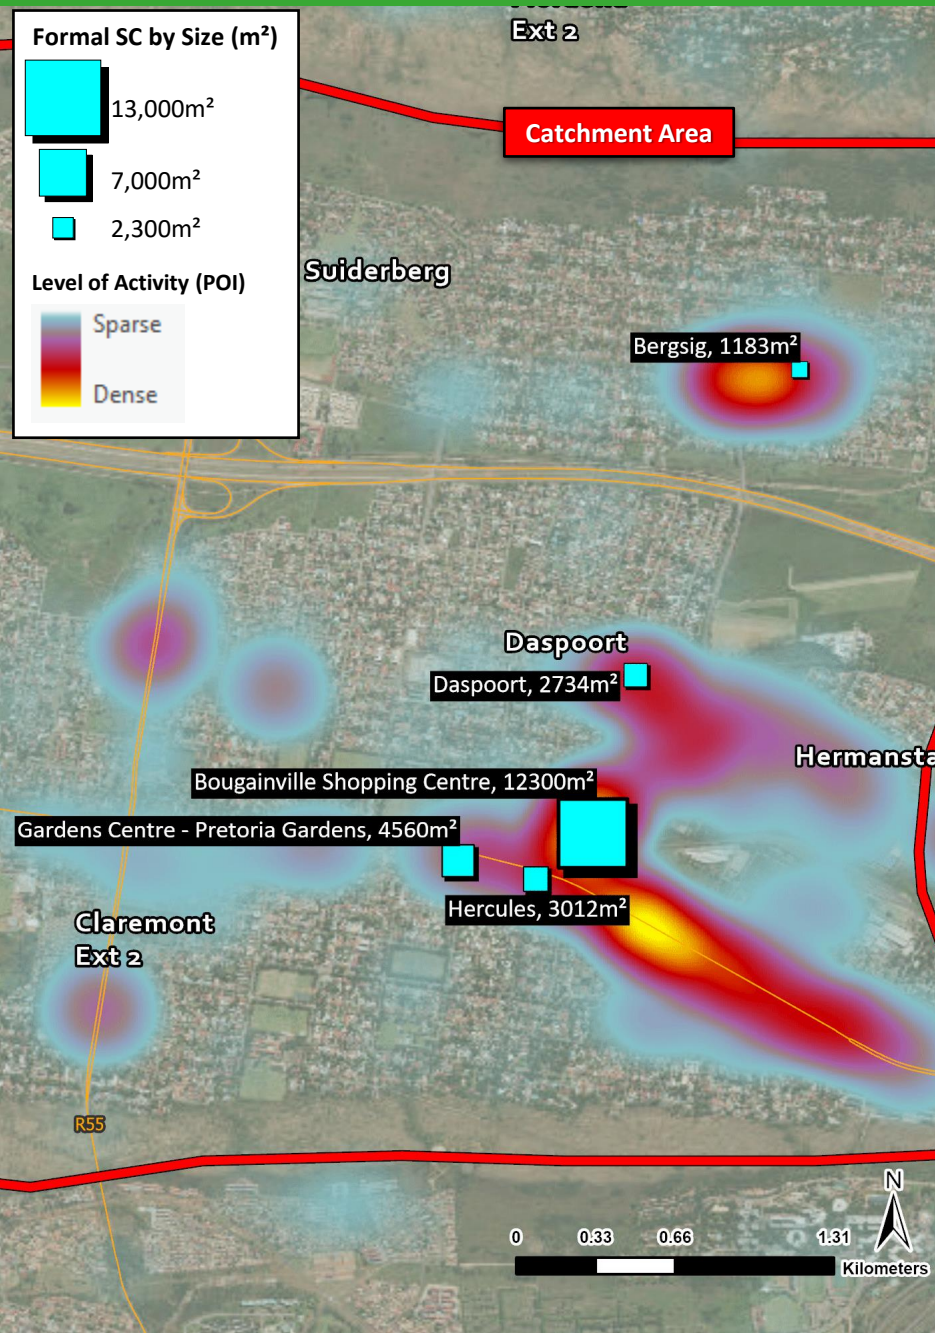 Ext 2
Formal SC by Size (m²)
13,000m²
7,000m²
2,300m²
Level of Activity (POI)
Sparse
Dense
Catchment Area
Suiderberg
Bergsig, 1183m²
Daspoort
Daspoort, 2734m²
Hermansta
Bougainville Shopping Centre, 12300m²
Gardens Centre - Pretoria Gardens, 4560m²
Hercules, 3012m²
Claremont
Ext 2
R55
N
0 0.33 0.66 1.31
Kilometers